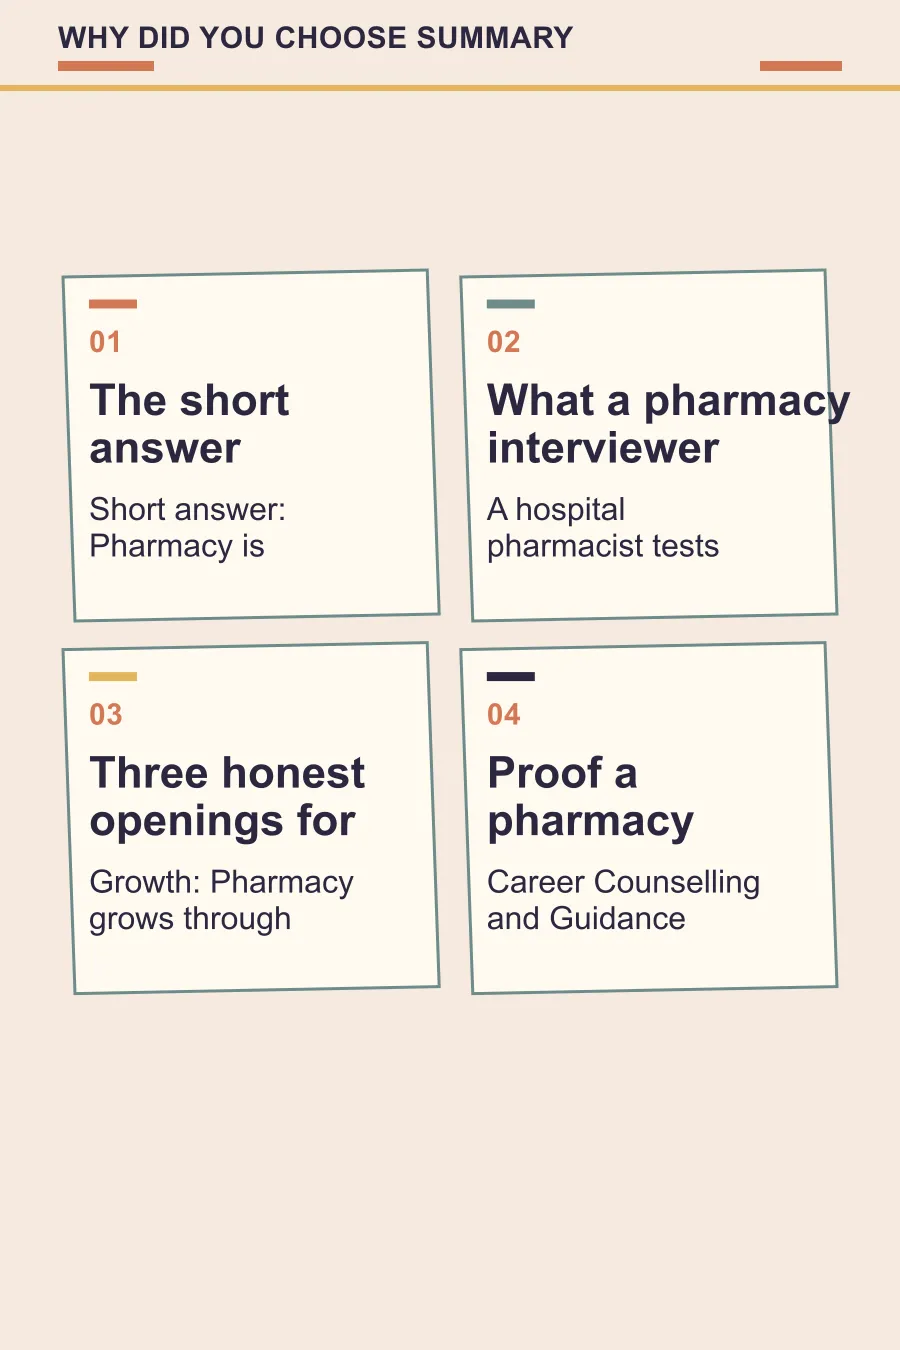 WHY DID YOU CHOOSE SUMMARY
01
The short
answer
Short answer:
Pharmacy is
02
What a pharmacy
interviewer
A hospital
pharmacist tests
03
Three honest
openings for
Growth: Pharmacy
grows through
04
Proof a
pharmacy
Career Counselling
and Guidance